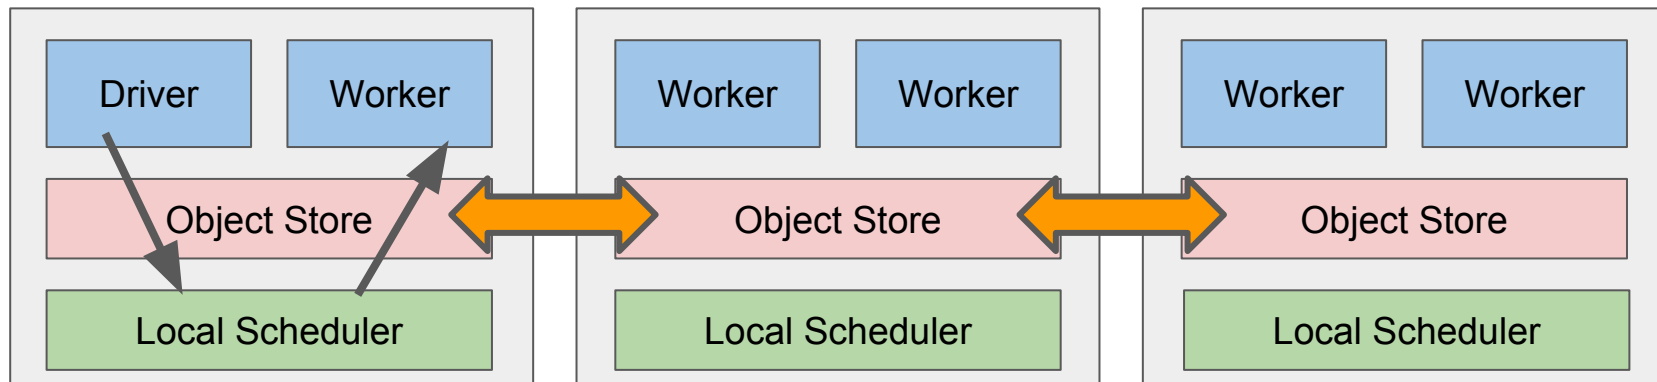 Driver
Worker
Worker
Worker
Worker
Worker
Object Store
Object Store
Object Store
Local Scheduler
Local Scheduler
Local Scheduler